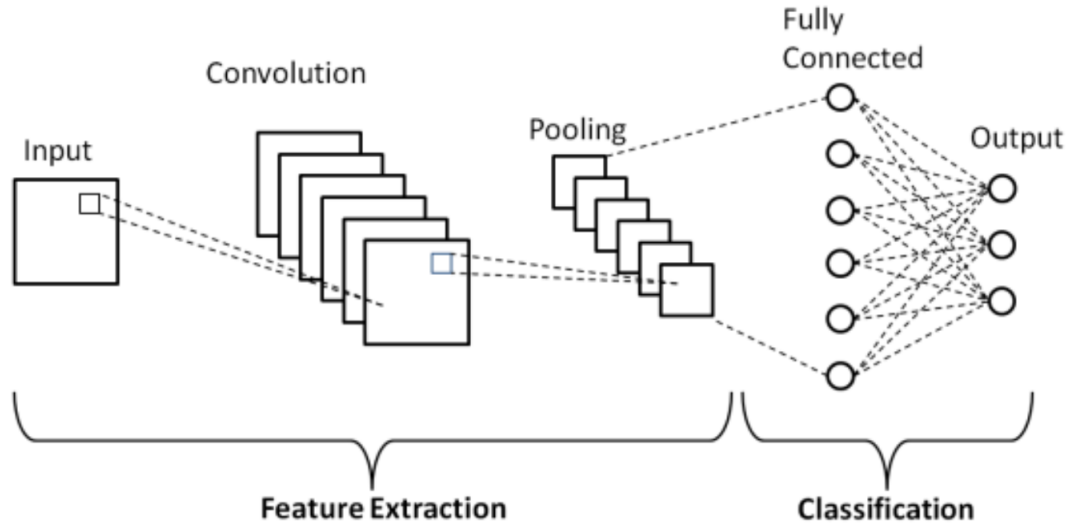 Input
Convolution
Pooling
Fully
Connected
Output
Feature Extraction
Classification